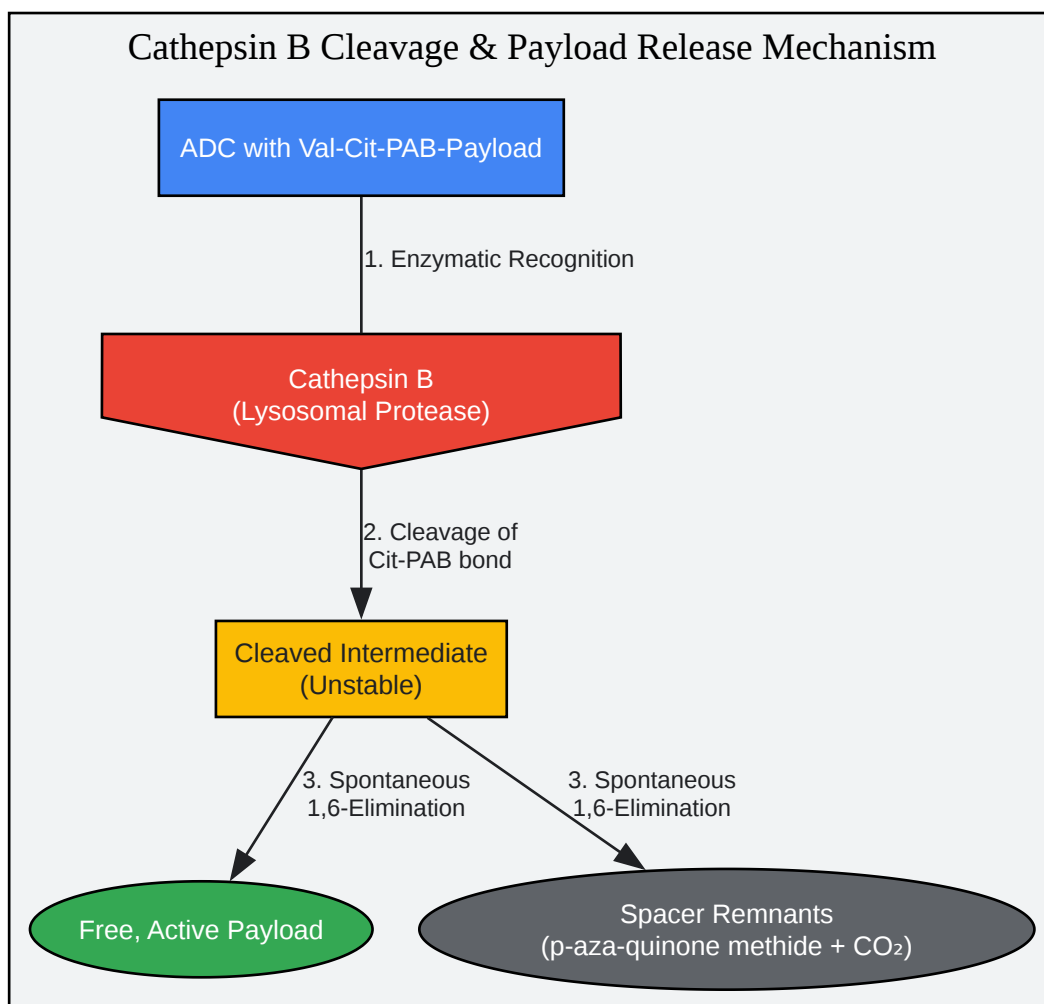 Cathepsin B Cleavage & Payload Release Mechanism
ADC with Val-Cit-PAB-Payload
1. Enzymatic Recognition
Cathepsin B
(Lysosomal Protease)
2. Cleavage of
Cit-PAB bond
Cleaved Intermediate
(Unstable)
3. Spontaneous
1,6-Elimination
3. Spontaneous
1,6-Elimination
Free, Active Payload
Spacer Remnants
(p-aza-quinone methide + CO₂)